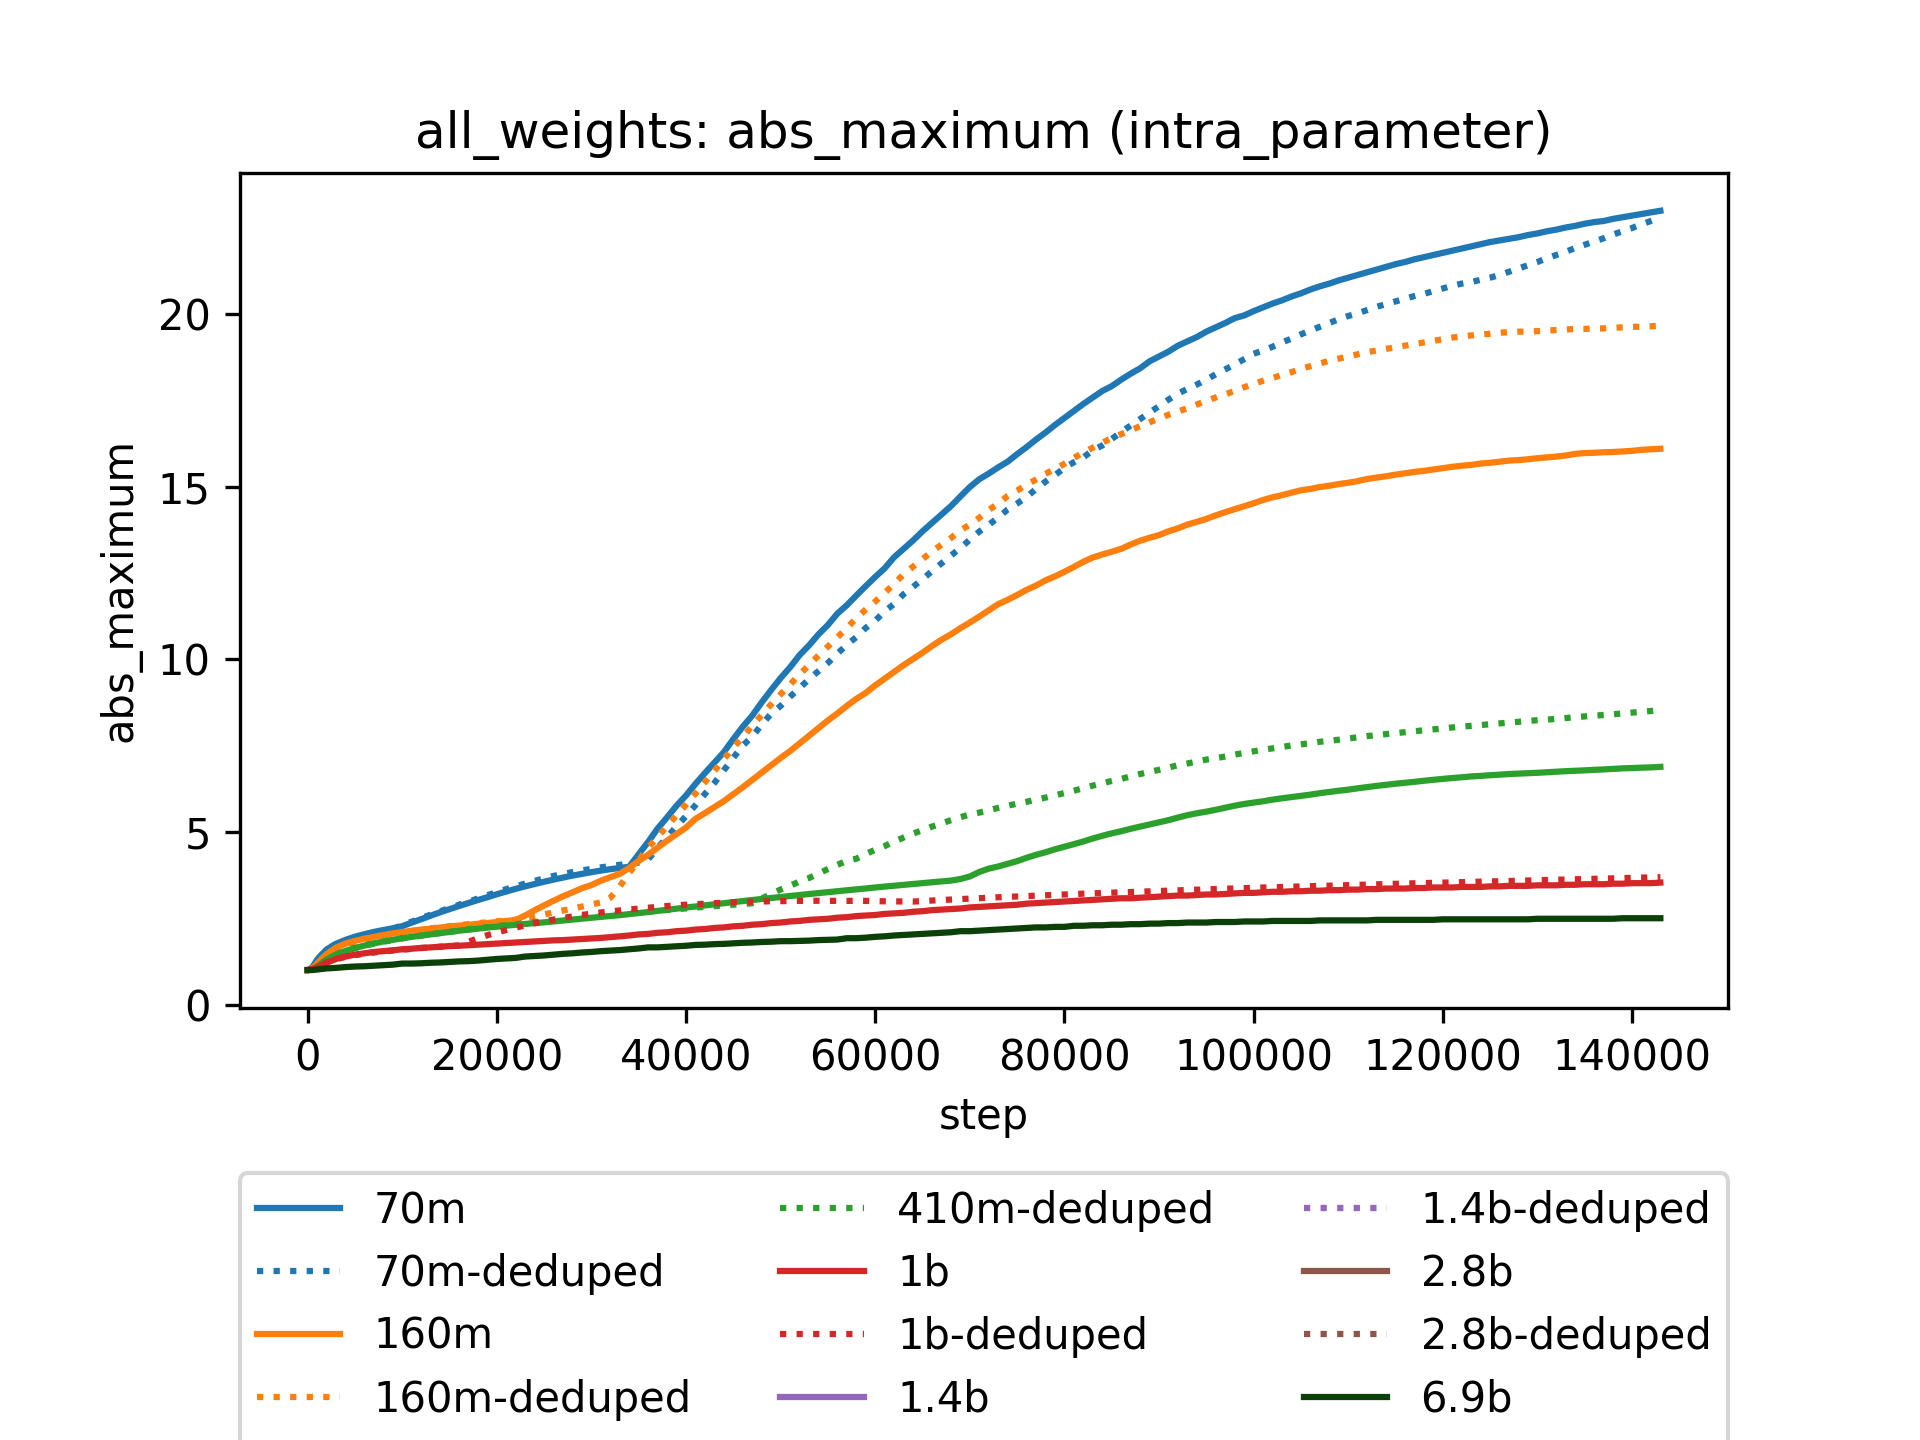 all_weights: abs_maximum (intra_parameter)
abs_maximum
20
15
10
5
0
0 20000 40000 60000 80000 100000 120000 140000
step
70m
70m-deduped
160m
160m-deduped
410m-deduped
1b
1b-deduped
1.4b
1.4b-deduped
2.8b
2.8b-deduped
6.9b